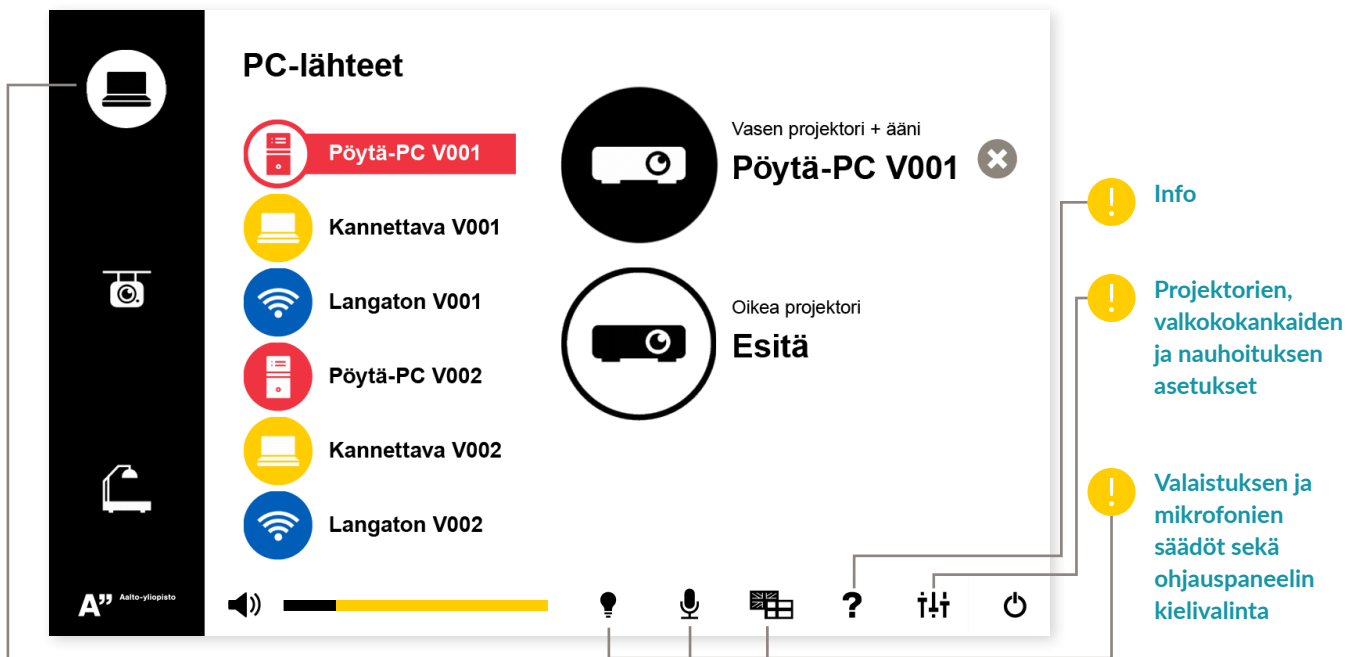 PC-lähteet
Pöytä-PC V001
Kannettava V001
Langaton V001
Pöytä-PC V002
Kannettava V002
Langaton V002
Vasen projektori + ääni
Pöytä-PC V001
Oikea projektori
Esitä
A” Aalto-yliopisto
?
Info
Projektorien,
valkokokankaiden
ja nauhoituksen
asetukset
Valaistuksen ja
mikrofonien
säädöt sekä
ohjauspaneelin
kielivalinta